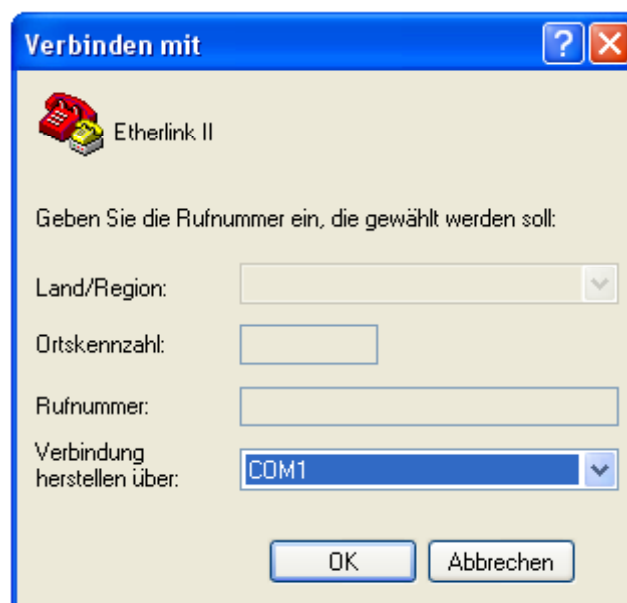 Verbinden mit
Etherlink II
Geben Sie die Rufnummer ein, die gewählt werden soll:
Land/Region:
Ortskennzahl:
Rufnummer:
Verbindung
herstellen über:
COM1
OK
Abbrechen